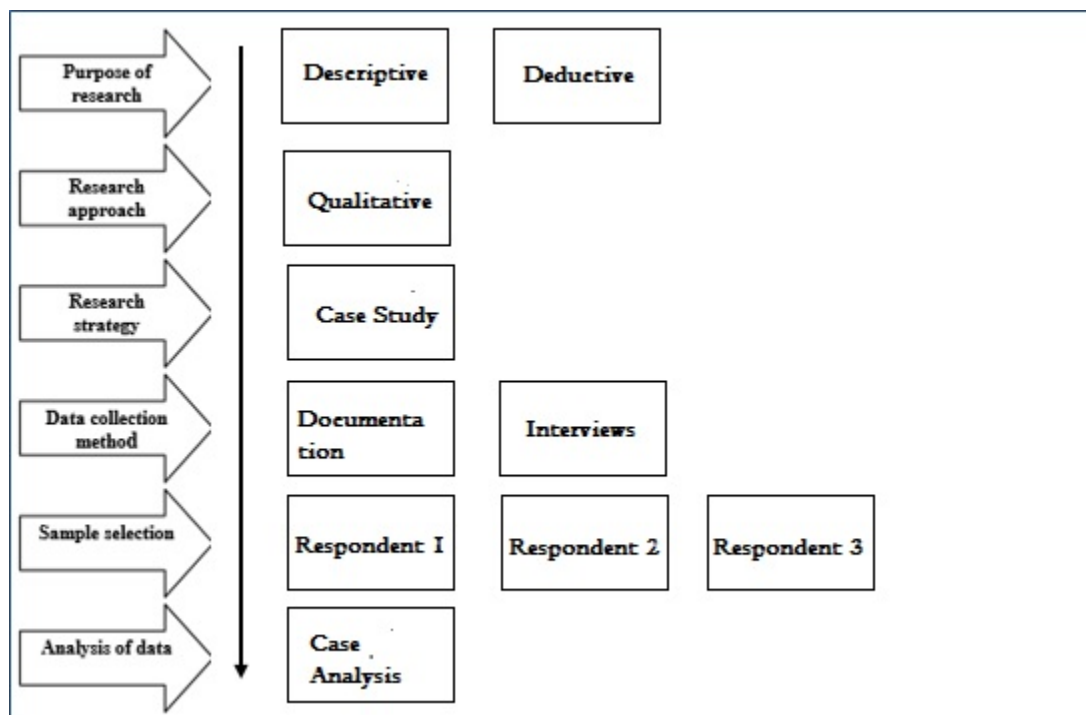 Purpose of
research
Descriptive
Deductive
Research
approach
Qualitative
Research
strategy
Case Study
Data collection
method
Documenta
tion
Interviews
Sample selection
Respondent 1
Respondent 2
Respondent 3
Analysis of data
Case
Analysis